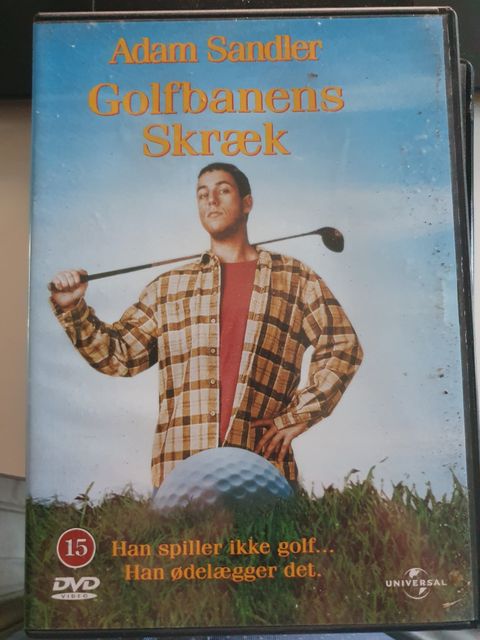 Adam Sandler
Golfbanens
Skræk
15
Han spiller ikke golf...
Han ødelægger det.
DVD
VIDEO
UNIVERSAL